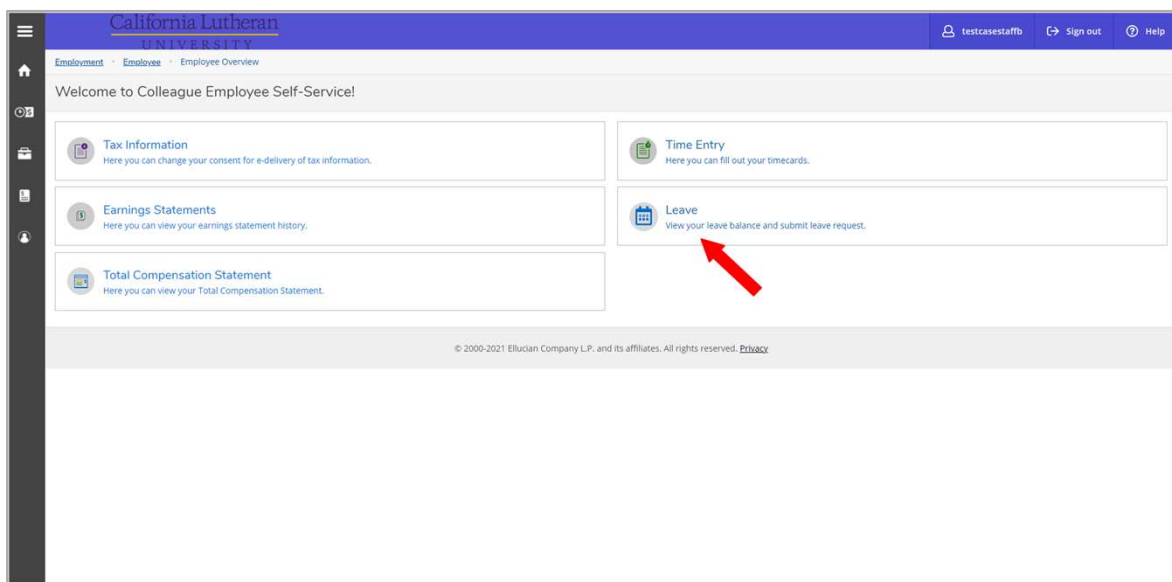 California Lutheran
UNIVERSITY
testcasestaffb
Sign out
Help
Employment · Employee · Employee Overview
Welcome to Colleague Employee Self-Service!
Tax Information
Here you can change your consent for e-delivery of tax information.
Time Entry
Here you can fill out your timecards.
Earnings Statements
Here you can view your earnings statement history.
Leave
View your leave balance and submit leave request.
Total Compensation Statement
Here you can view your Total Compensation Statement.
© 2000-2021 Ellucian Company L.P. and its affiliates. All rights reserved. Privacy